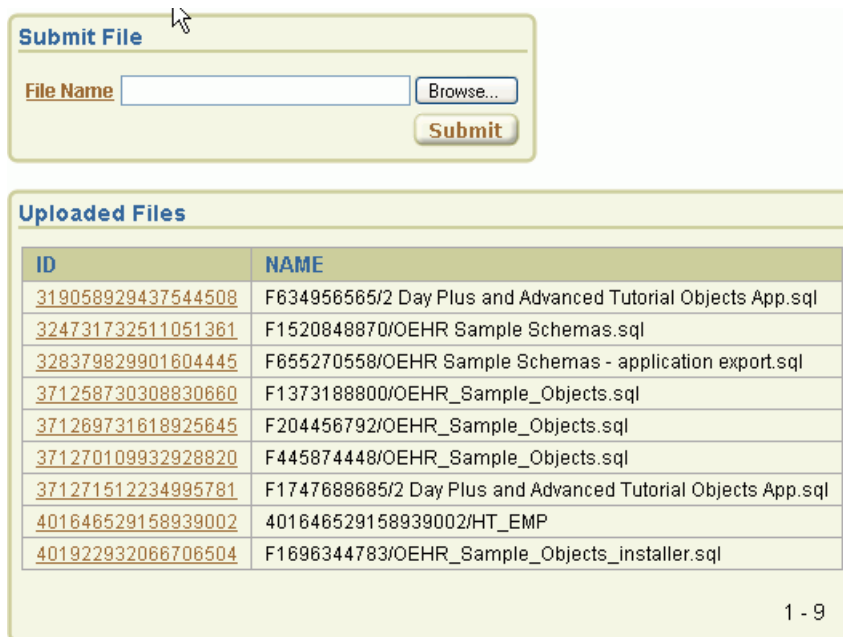 Submit File
File Name Browse...
Submit
Uploaded Files
ID NAME
319058929437544508 F634956565/2 Day Plus and Advanced Tutorial Objects App.sql
324731732511051361 F1520848870/OEHR Sample Schemas.sql
328379829901604445 F655270558/OEHR Sample Schemas - application export.sql
371258730308830660 F1373188800/OEHR_Sample_Objects.sql
371269731618925645 F204456792/OEHR_Sample_Objects.sql
371270109932928820 F445874448/OEHR_Sample_Objects.sql
371271512234995781 F1747688685/2 Day Plus and Advanced Tutorial Objects App.sql
401646529158939002 401646529158939002/HT_EMP
401922932066706504 F1696344783/OEHR_Sample_Objects_installer.sql
1 - 9